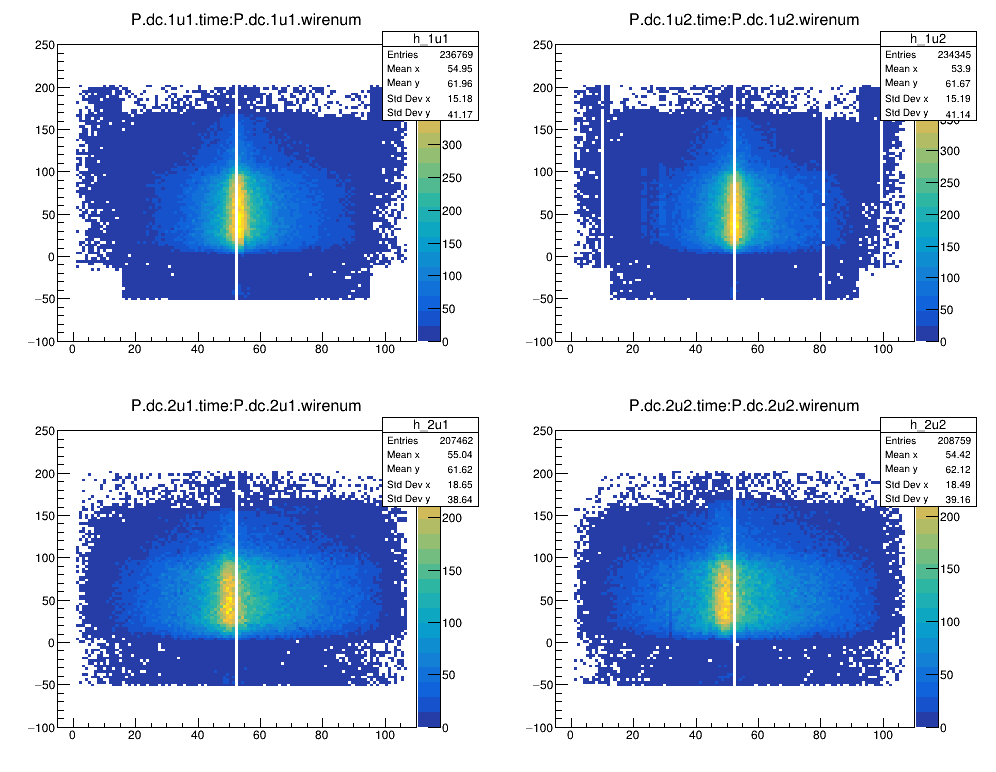 P.dc.1u1.time:P.dc.1u1.wirenum
h_1u1
Entries 236769
Mean x 54.95
Mean y 61.96
Std Dev x 15.18
Std Dev y 41.17
250
200
150
100
50
0
−50
−100
0 20 40 60 80 100
300
250
200
150
100
50
0
P.dc.1u2.time:P.dc.1u2.wirenum
h_1u2
Entries 234345
Mean x 53.9
Mean y 61.67
Std Dev x 15.19
Std Dev y 41.14
250
200
150
100
50
0
−50
−100
0 20 40 60 80 100
350
300
250
200
150
100
50
0
P.dc.2u1.time:P.dc.2u1.wirenum
h_2u1
Entries 207462
Mean x 55.04
Mean y 61.62
Std Dev x 18.65
Std Dev y 38.64
250
200
150
100
50
0
−50
−100
0 20 40 60 80 100
200
150
100
50
0
P.dc.2u2.time:P.dc.2u2.wirenum
h_2u2
Entries 208759
Mean x 54.42
Mean y 62.12
Std Dev x 18.49
Std Dev y 39.16
250
200
150
100
50
0
−50
−100
0 20 40 60 80 100
200
150
100
50
0